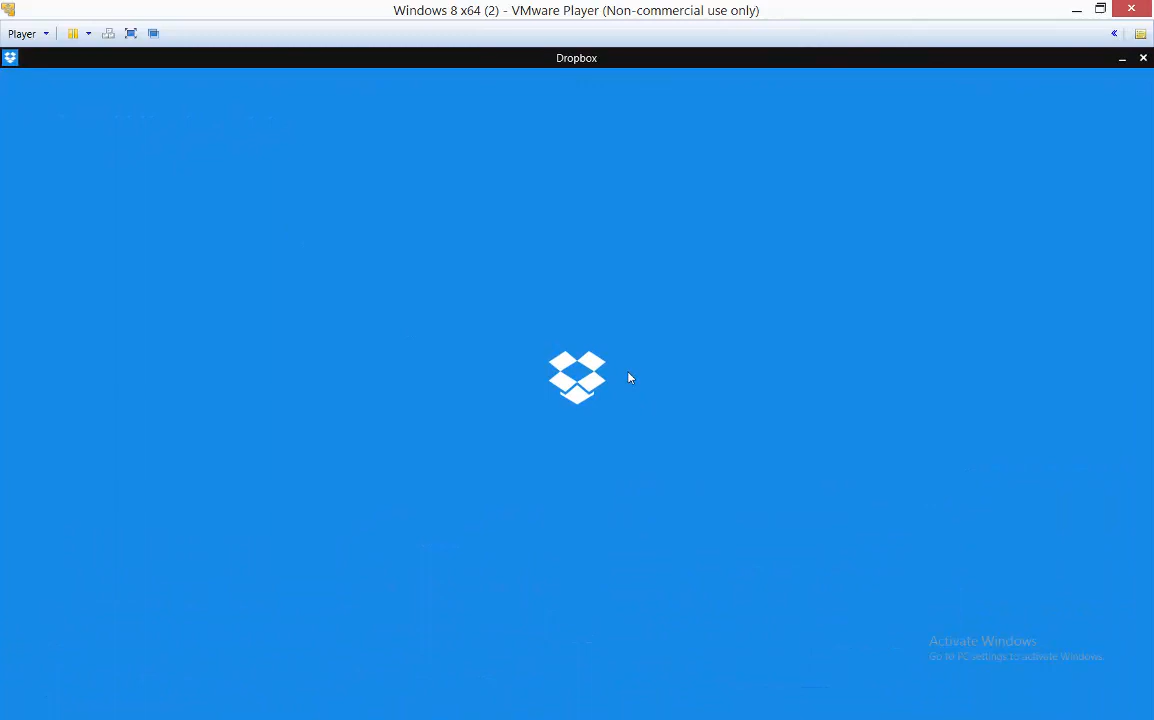 Windows 8 x64 (2) - VMware Player (Non-commercial use only)
Player
Dropbox
Activate Windows
Go to PC settings to activate Windows.